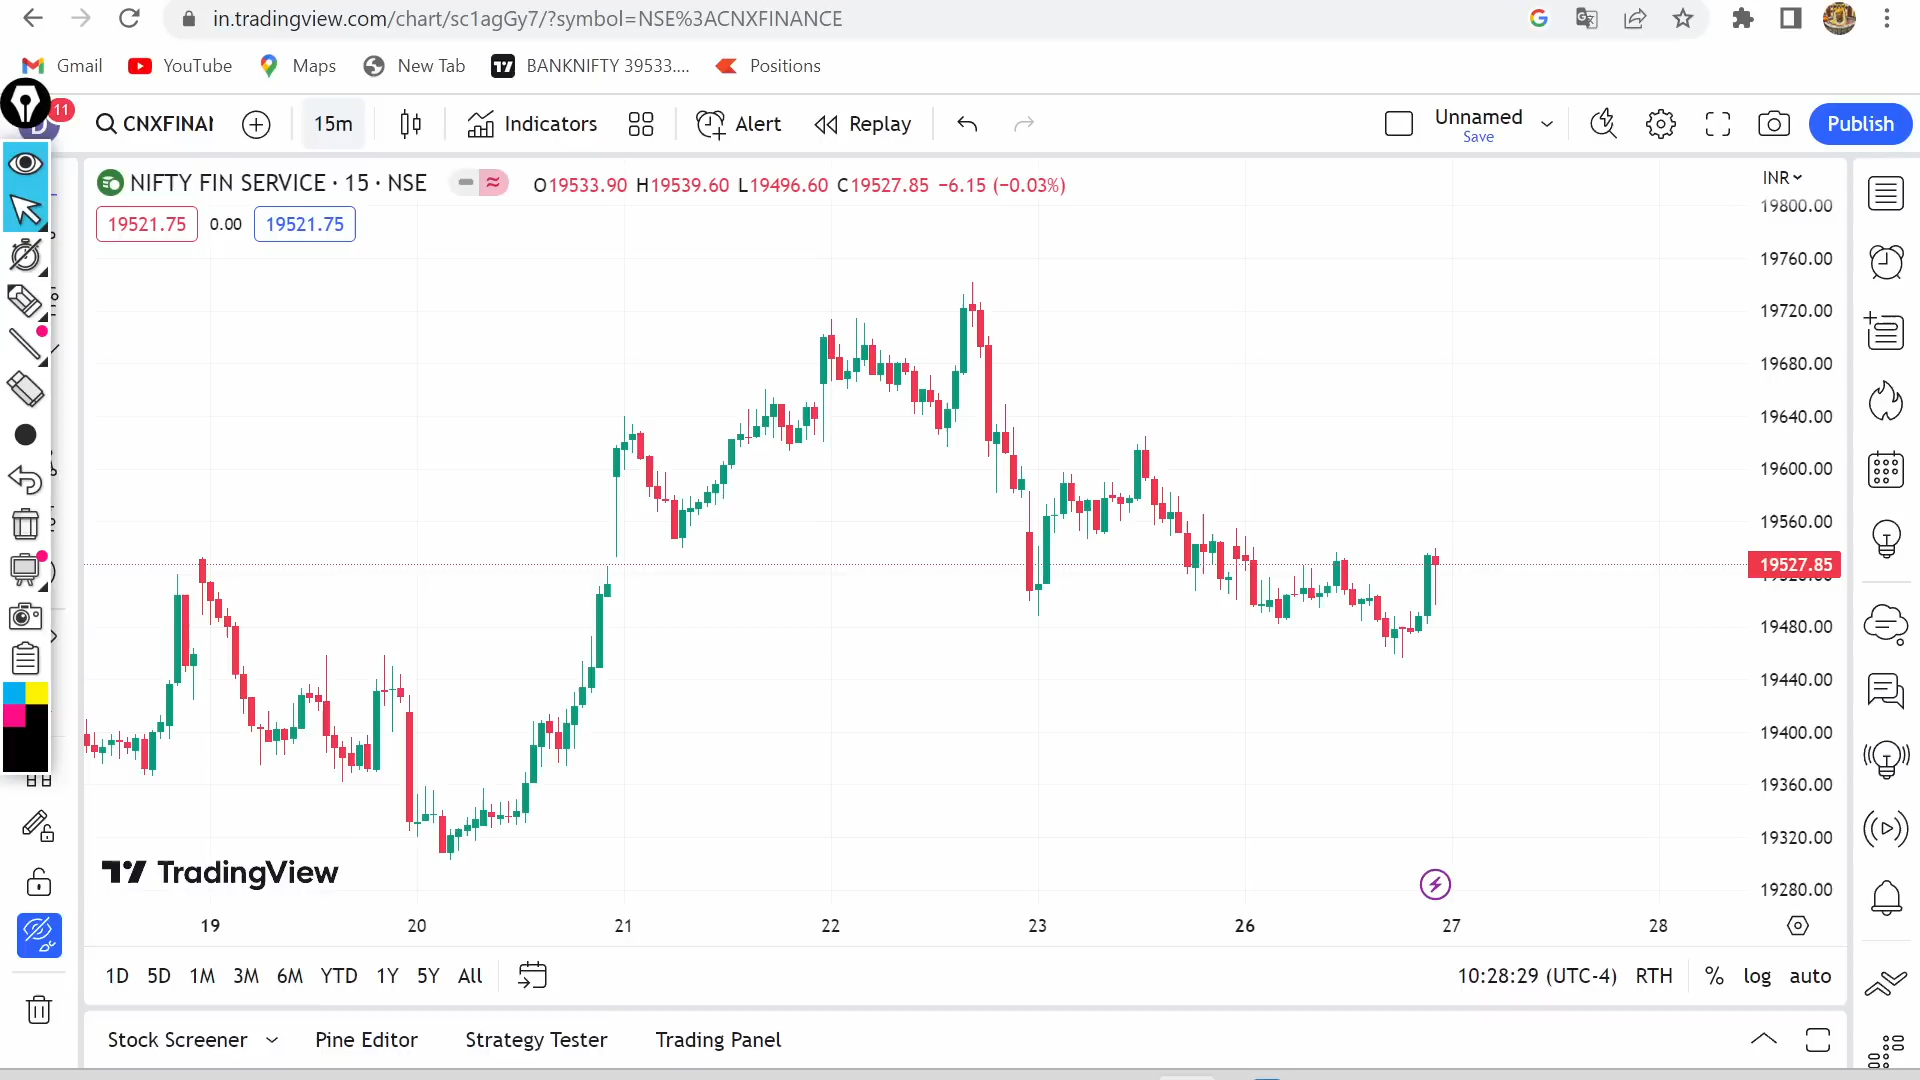 in.tradingview.com/chart/sc1agGy7/?symbol=NSE%3ACNXFINANCE
Gmail YouTube Maps New Tab BANKNIFTY 39533.... Positions
11
CNXFINAI 15m Indicators Alert Replay Unnamed Save Publish
NIFTY FIN SERVICE · 15 · NSE O19533.90 H19539.60 L19496.60 C19527.85 −6.15 (−0.03%)
INR
19521.75 0.00 19521.75
19800.00
19760.00
19720.00
19680.00
19640.00
19600.00
19560.00
19527.85
19480.00
19440.00
19400.00
19360.00
19320.00
19280.00
TradingView
19 20 21 22 23 26 27 28
1D 5D 1M 3M 6M YTD 1Y 5Y All 10:28:29 (UTC-4) RTH % log auto
Stock Screener Pine Editor Strategy Tester Trading Panel